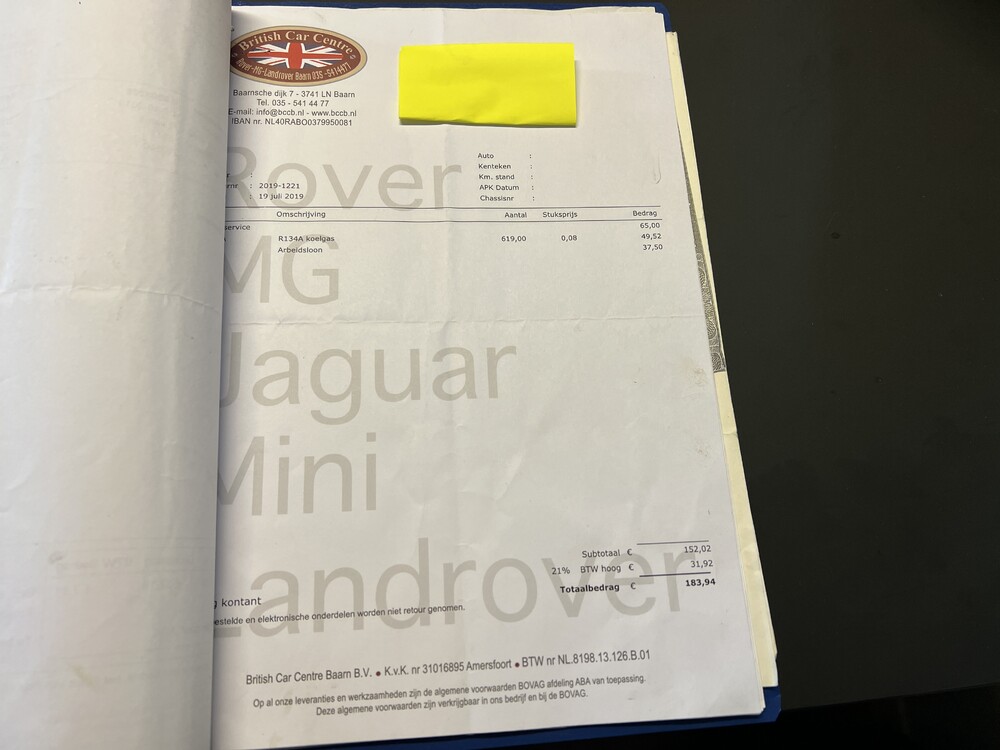 British Car Centre
Rover-MG-Landrover Baarn 035-5414477
Baarnsche dijk 7 - 3741 LN Baarn
Tel. 035 - 541 44 77
E-mail: info@bccb.nl - www.bccb.nl
IBAN nr. NL40RABO0379950081
Rover
MG
Jaguar
Mini
Landrover
Auto :
Kenteken :
Km. stand :
APK Datum :
Chassisnr :
r :
rnr : 2019-1221
: 19 juli 2019
Omschrijving Aantal Stuksprijs Bedrag
service 65,00
R134A koelgas 619,00 0,08 49,52
Arbeidsloon 37,50
Subtotaal € 152,02
21% BTW hoog € 31,92
Totaalbedrag € 183,94
g kontant
estelde en elektronische onderdelen worden niet retour genomen.
British Car Centre Baarn B.V. ● K.v.K. nr 31016895 Amersfoort ● BTW nr NL.8198.13.126.B.01
Op al onze leveranties en werkzaamheden zijn de algemene voorwaarden BOVAG afdeling ABA van toepassing.
Deze algemene voorwaarden zijn verkrijgbaar in ons bedrijf en bij de BOVAG.